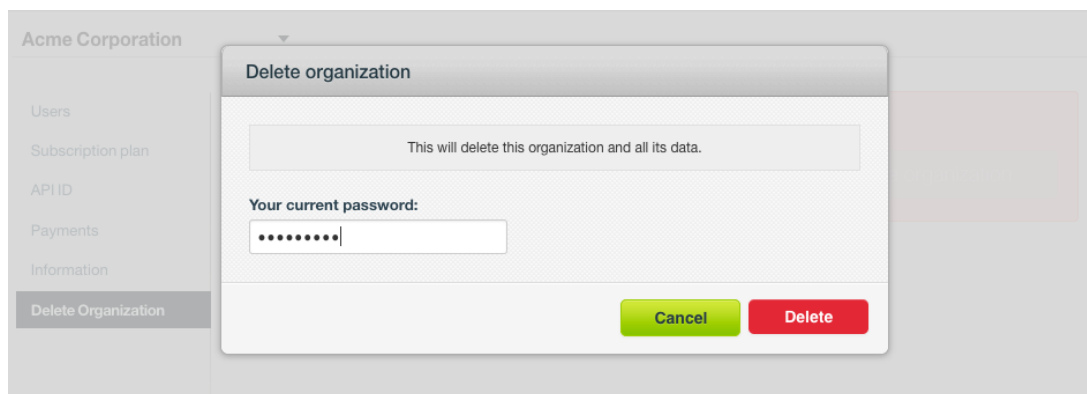 Acme Corporation
Delete organization
Users
Subscription plan
API ID
Payments
Information
Delete Organization
This will delete this organization and all its data.
Your current password:
•••••••••
Cancel
Delete